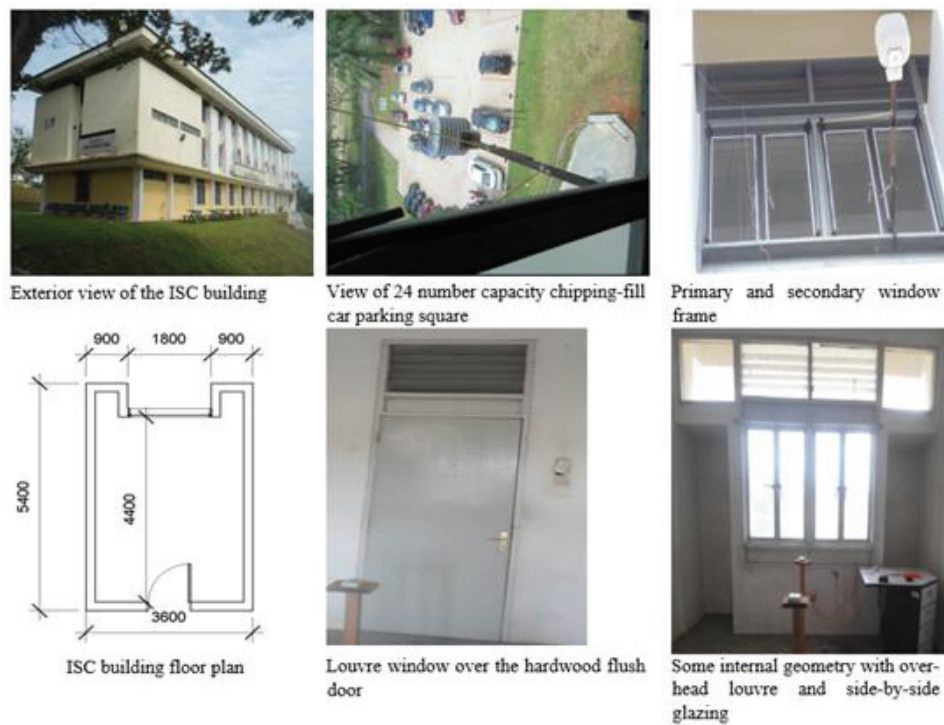 Exterior view of the ISC building
View of 24 number capacity chipping-fill
car parking square
Primary and secondary window
frame
900 1800 900
5400
4400
3600
ISC building floor plan
Louvre window over the hardwood flush
door
Some internal geometry with over-
head louvre and side-by-side
glazing